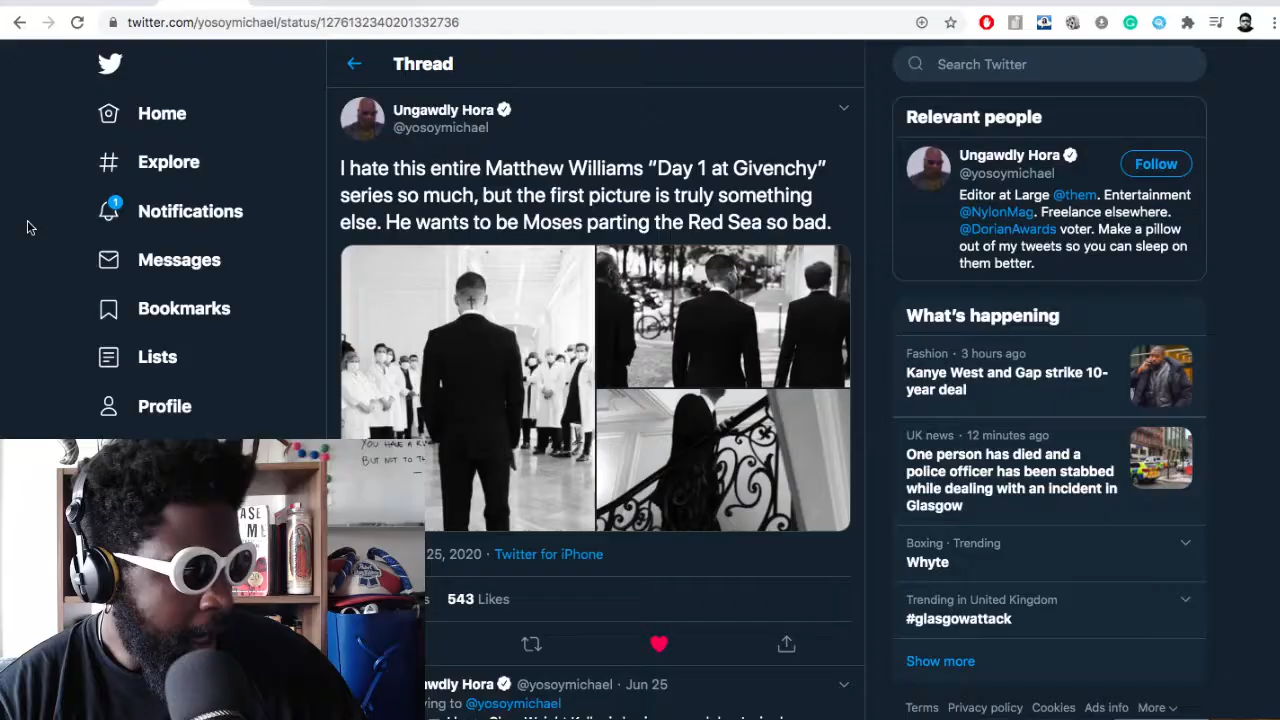 twitter.com/yosoymichael/status/1276132340201332736
Home
Explore
1
Notifications
Messages
Bookmarks
Lists
Profile
Thread
Ungawdly Hora
@yosoymichael
I hate this entire Matthew Williams “Day 1 at Givenchy”
series so much, but the first picture is truly something
else. He wants to be Moses parting the Red Sea so bad.
25, 2020 · Twitter for iPhone
543 Likes
@yosoymichael · Jun 25
@yosoymichael
Search Twitter
Relevant people
Ungawdly Hora
@yosoymichael
Follow
Editor at Large @them. Entertainment
@NylonMag. Freelance elsewhere.
@DorianAwards voter. Make a pillow
out of my tweets so you can sleep on
them better.
What’s happening
Fashion · 3 hours ago
Kanye West and Gap strike 10-
year deal
UK news · 12 minutes ago
One person has died and a
police officer has been stabbed
while dealing with an incident in
Glasgow
Boxing · Trending
Whyte
Trending in United Kingdom
#glasgowattack
Show more
Terms Privacy policy Cookies Ads info More
YOU HAVE A
BUT NOT TO